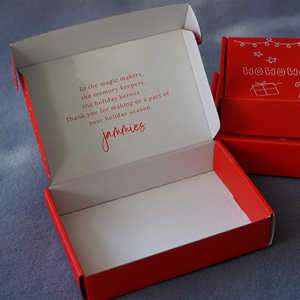 To the magic makers,
the memory keepers,
the holiday heroes
Thank you for making us a part of
your holiday season.
jammies
HoHoHo